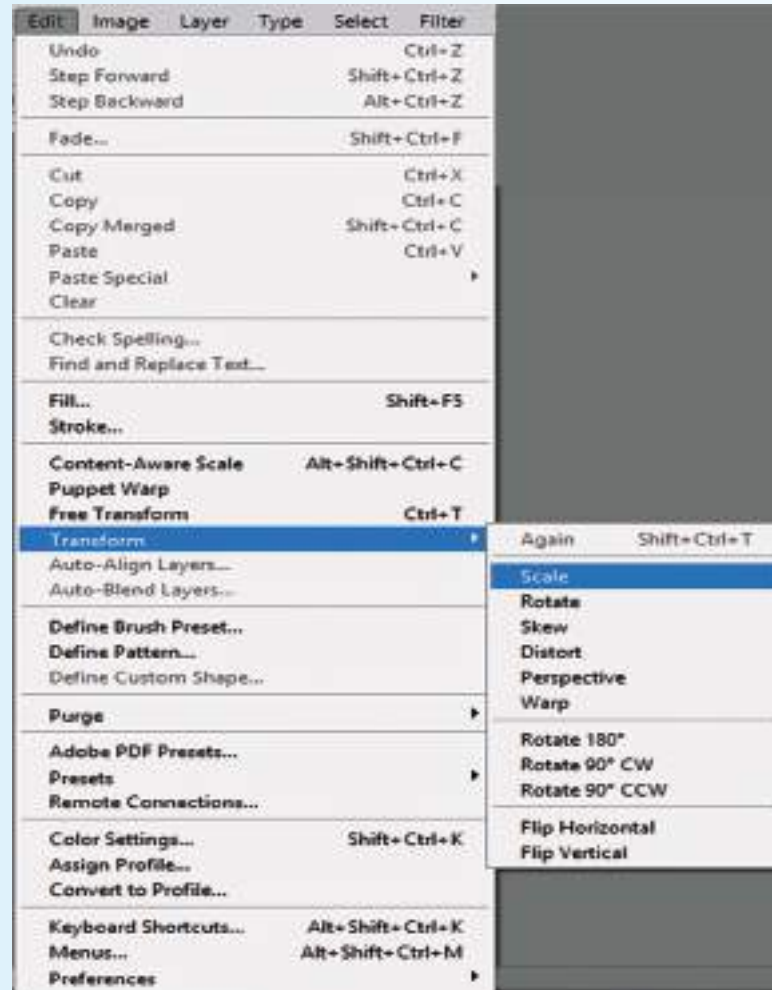 Edit Image Layer Type Select Filter
Undo Ctrl+Z
Step Forward Shift+Ctrl+Z
Step Backward Alt+Ctrl+Z
Fade... Shift+Ctrl+F
Cut Ctrl+X
Copy Ctrl+C
Copy Merged Shift+Ctrl+C
Paste Ctrl+V
Paste Special
Clear
Check Spelling...
Find and Replace Text...
Fill... Shift+F5
Stroke...
Content-Aware Scale Alt+Shift+Ctrl+C
Puppet Warp
Free Transform Ctrl+T
Transform
Auto-Align Layers...
Auto-Blend Layers...
Define Brush Preset...
Define Pattern...
Define Custom Shape...
Purge
Adobe PDF Presets...
Presets
Remote Connections...
Color Settings... Shift+Ctrl+K
Assign Profile...
Convert to Profile...
Keyboard Shortcuts... Alt+Shift+Ctrl+K
Menus... Alt+Shift+Ctrl+M
Preferences
Again Shift+Ctrl+T
Scale
Rotate
Skew
Distort
Perspective
Warp
Rotate 180°
Rotate 90° CW
Rotate 90° CCW
Flip Horizontal
Flip Vertical